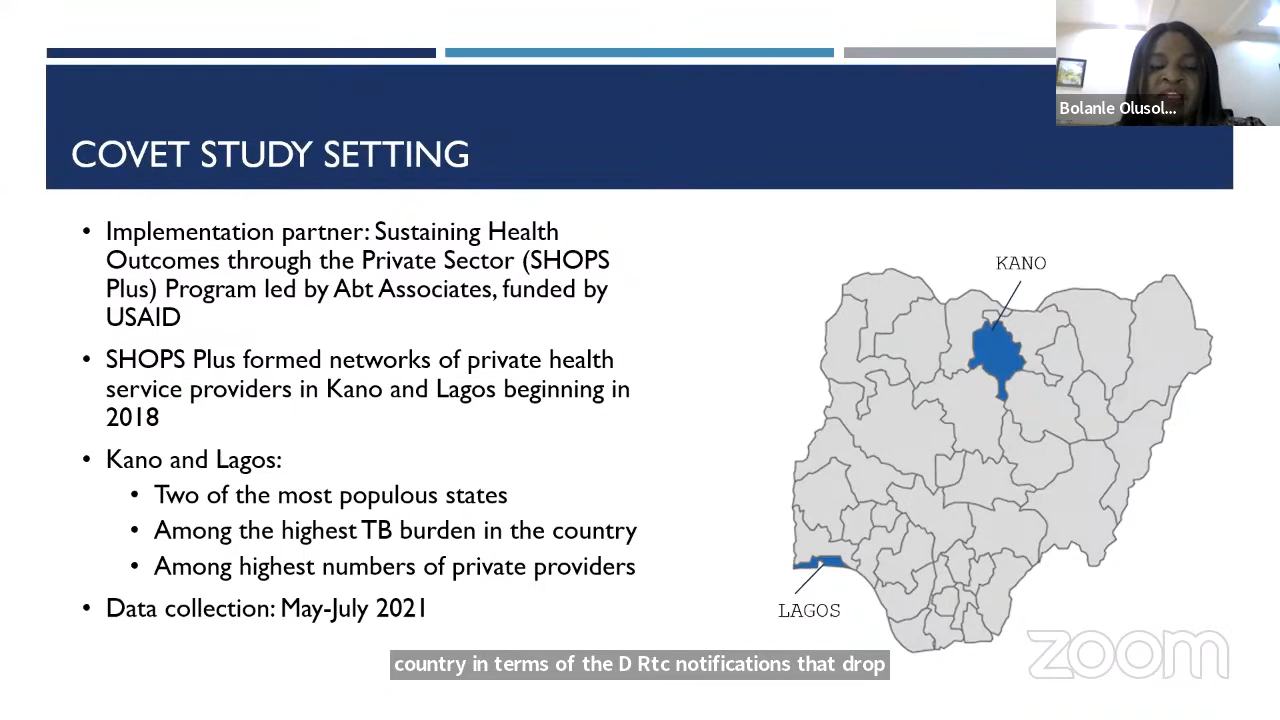 Bolanle Olusol...
COVET STUDY SETTING
• Implementation partner: Sustaining Health
Outcomes through the Private Sector (SHOPS
Plus) Program led by Abt Associates, funded by
USAID
• SHOPS Plus formed networks of private health
service providers in Kano and Lagos beginning in
2018
• Kano and Lagos:
• Two of the most populous states
• Among the highest TB burden in the country
• Among highest numbers of private providers
• Data collection: May-July 2021
KANO
LAGOS
country in terms of the D Rtc notifications that drop
zoom